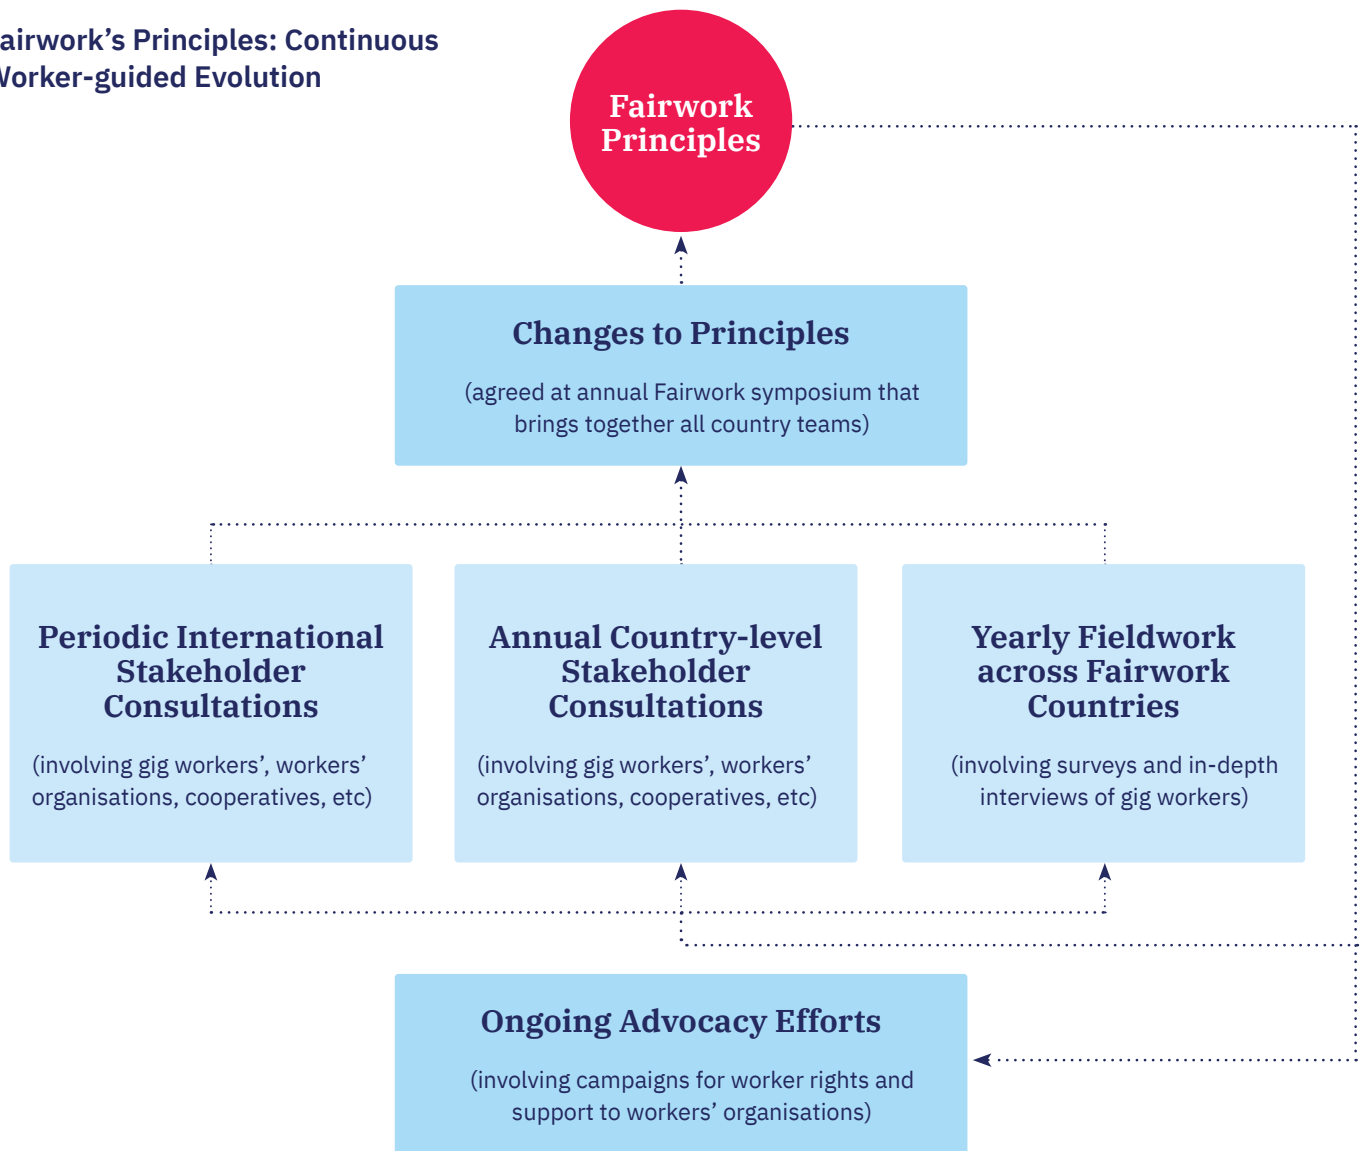 airwork’s Principles: Continuous
Worker-guided Evolution
Fairwork
Principles
Changes to Principles
(agreed at annual Fairwork symposium that
brings together all country teams)
Periodic International
Stakeholder
Consultations
(involving gig workers’, workers’
organisations, cooperatives, etc)
Annual Country-level
Stakeholder
Consultations
(involving gig workers’, workers’
organisations, cooperatives, etc)
Yearly Fieldwork
across Fairwork
Countries
(involving surveys and in-depth
interviews of gig workers)
Ongoing Advocacy Efforts
(involving campaigns for worker rights and
support to workers’ organisations)